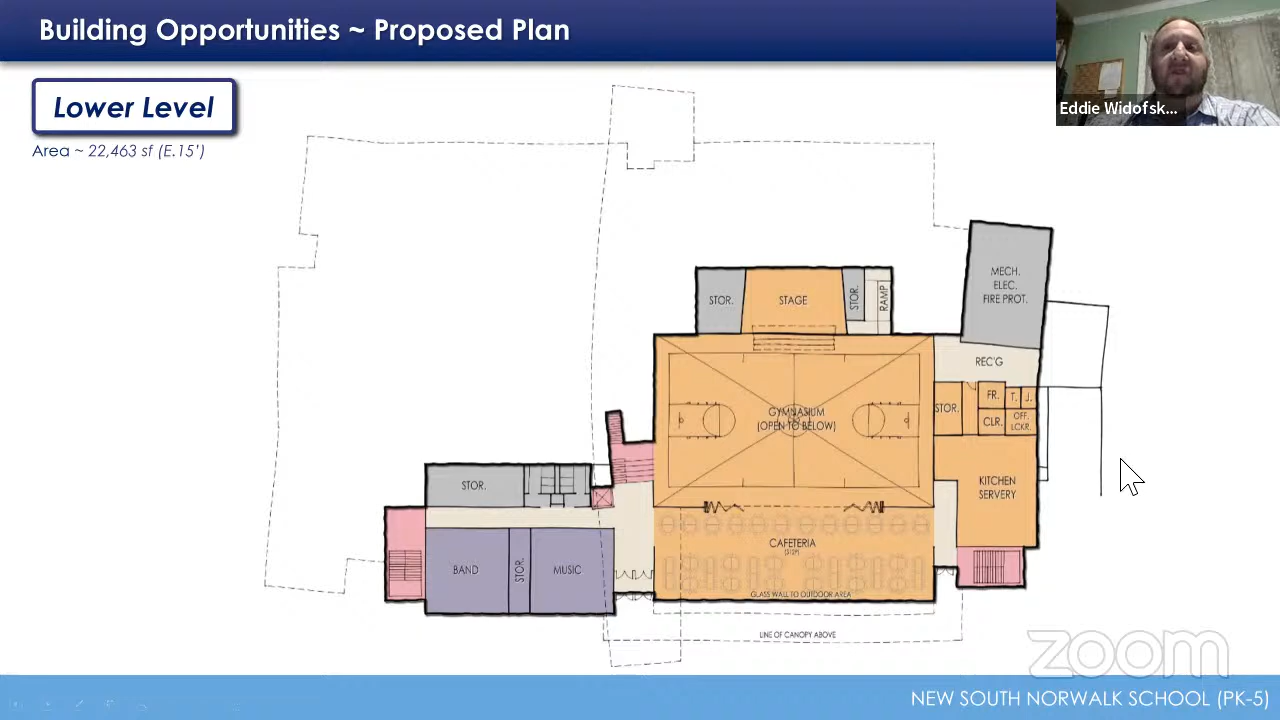 Building Opportunities ~ Proposed Plan
Eddie Widofsk...
Lower Level
Area ~ 22,463 sf (E.15’)
MECH.
ELEC.
FIRE PROT.
STOR.
STAGE
STOR.
RAMP
REC'G
FR.
T.
J.
STOR.
CLR.
OFF.
LCKR.
GYMNASIUM
(OPEN TO BELOW)
STOR.
KITCHEN
SERVERY
CAFETERIA
BAND
STOR.
MUSIC
GLASS WALL TO OUTDOOR AREA
LINE OF CANOPY ABOVE
zoom
NEW SOUTH NORWALK SCHOOL (PK-5)